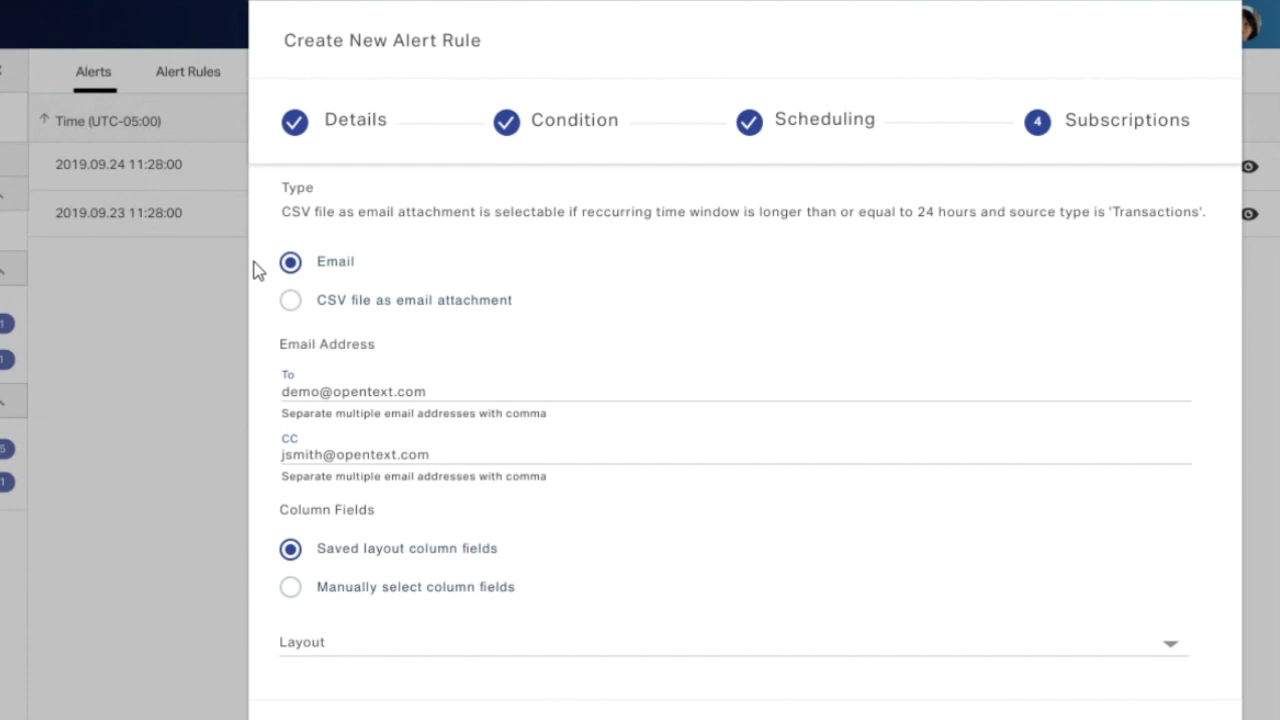 Create New Alert Rule
Alerts
Alert Rules
Details
Condition
Scheduling
4
Subscriptions
Time (UTC-05:00)
2019.09.24 11:28:00
2019.09.23 11:28:00
Type
CSV file as email attachment is selectable if reccurring time window is longer than or equal to 24 hours and source type is 'Transactions'.
Email
CSV file as email attachment
1
Email Address
1
To
demo@opentext.com
Separate multiple email addresses with comma
CC
5
jsmith@opentext.com
Separate multiple email addresses with comma
1
Column Fields
Saved layout column fields
Manually select column fields
Layout